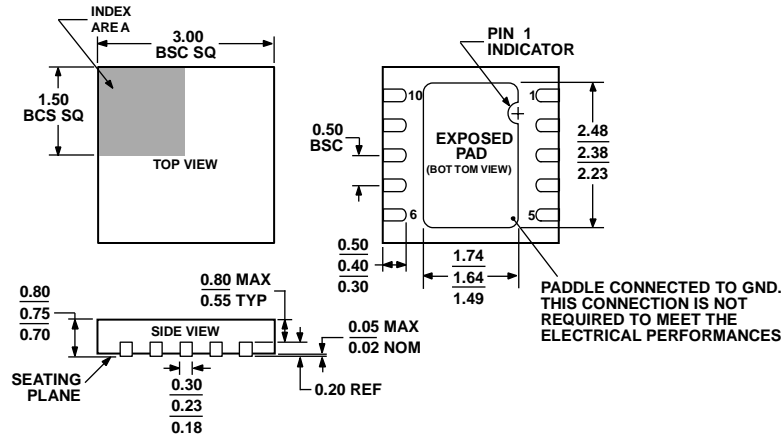 INDEX
AREA
3.00
BSC SQ
1.50
BCS SQ
TOP VIEW
PIN 1
INDICATOR
10
1
0.50
BSC
EXPOSED
PAD
(BOTTOM VIEW)
2.48
2.38
2.23
6
5
0.50
0.40
0.30
1.74
1.64
1.49
PADDLE CONNECTED TO GND.
THIS CONNECTION IS NOT
REQUIRED TO MEET THE
ELECTRICAL PERFORMANCES
0.80
0.75
0.70
0.80 MAX
0.55 TYP
SIDE VIEW
0.05 MAX
0.02 NOM
SEATING
PLANE
0.30
0.23
0.18
0.20 REF